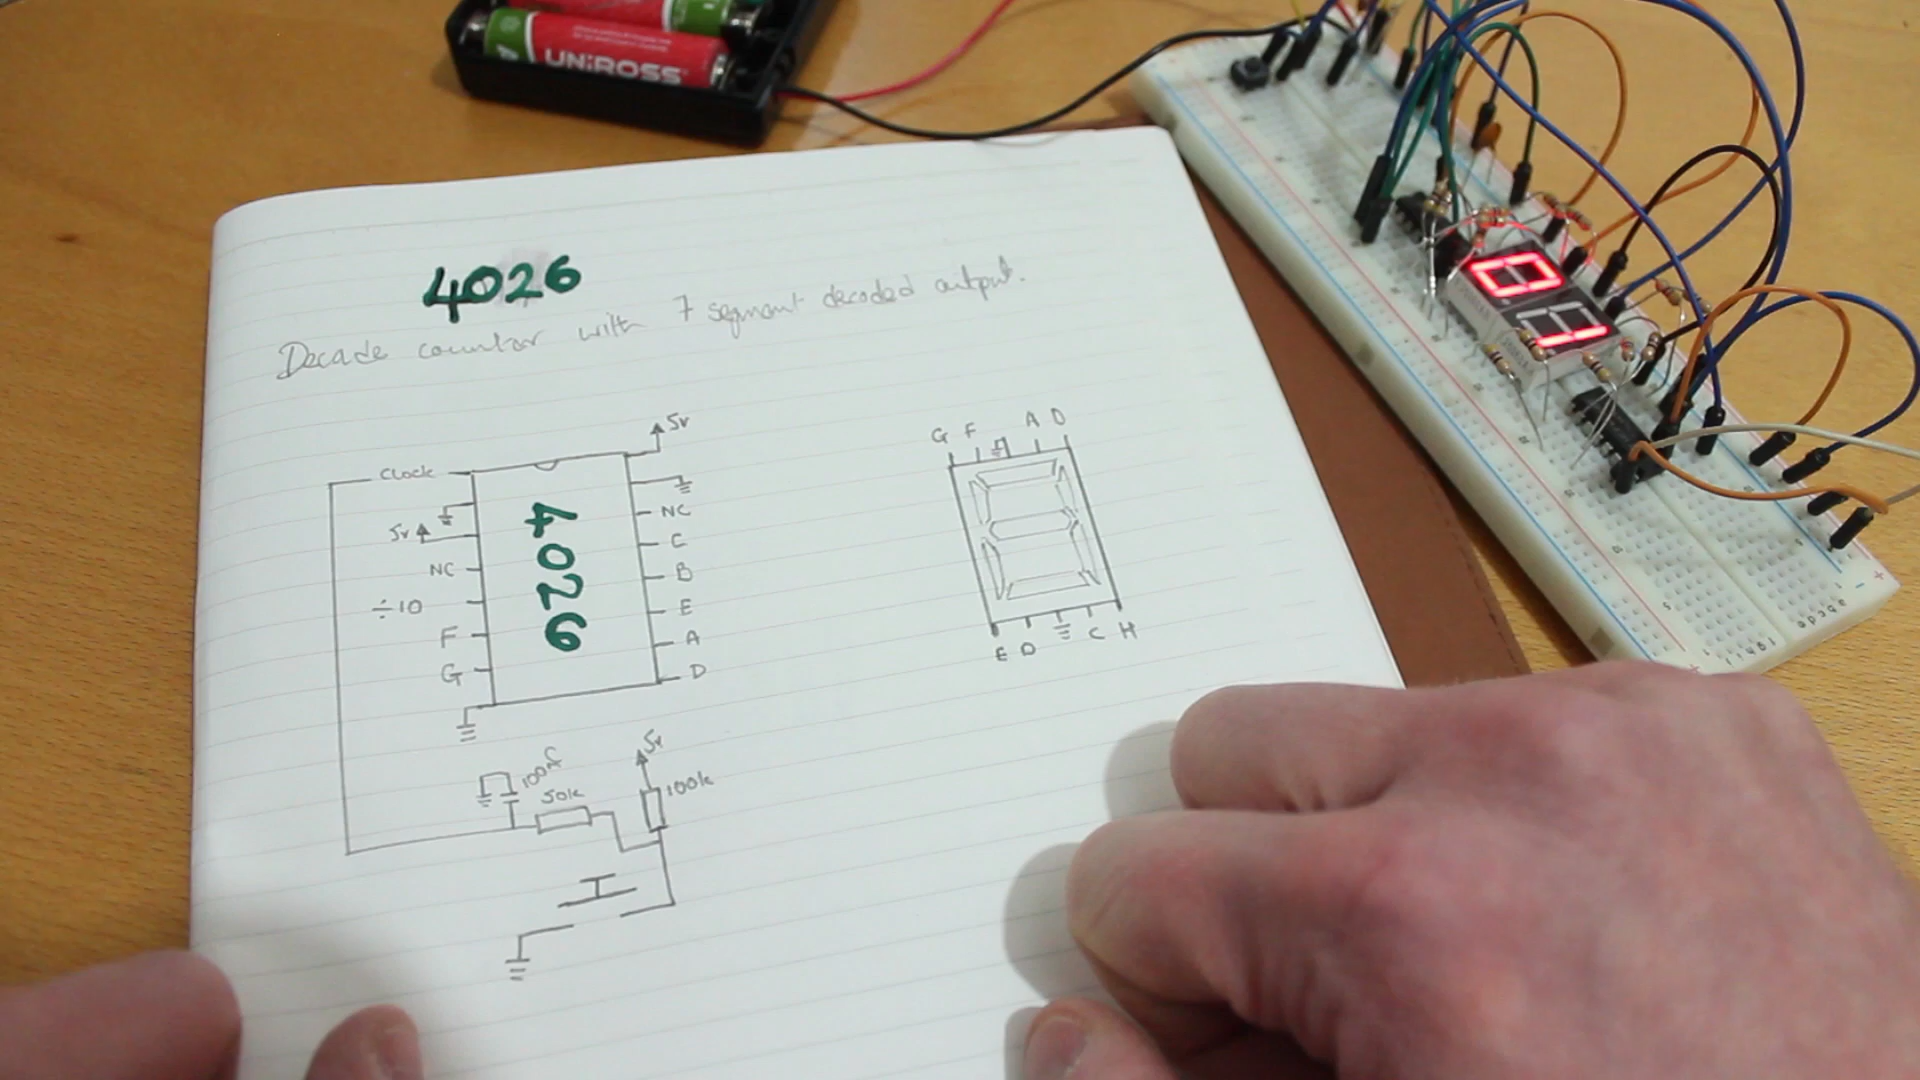 UNiROSS
4026
Decade counter with 7 segment decoded output.
5v
Clock
5v
NC
÷10
F
G
4026
NC
C
B
E
A
D
G F A D
E D C H
100nf
50k
5v
100k